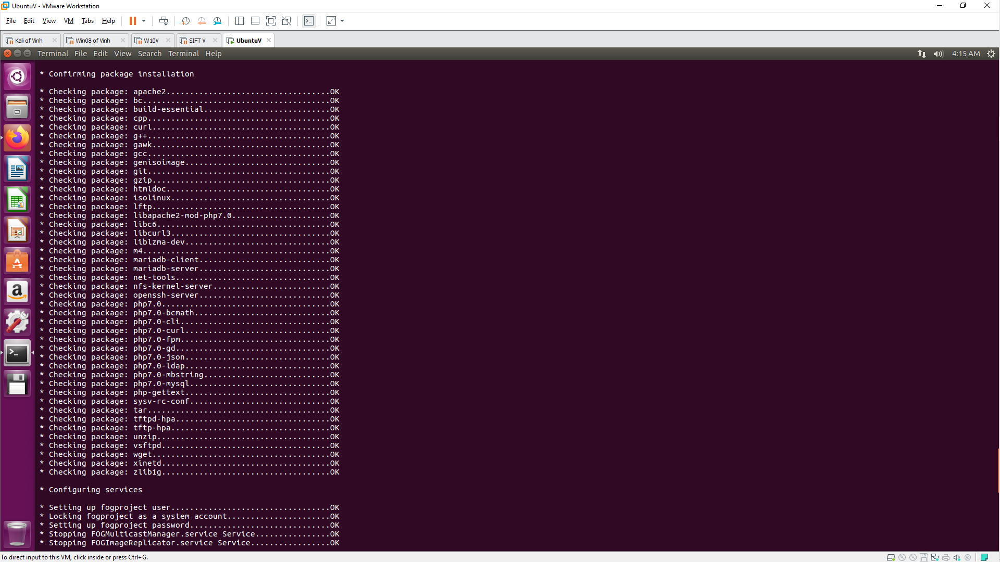 UbuntuV - VMware Workstation
File Edit View VM Tabs Help
Kali of Vinh Win08 of Vinh W10V SIFT V UbuntuV
Terminal File Edit View Search Terminal Help 4:15 AM
* Confirming package installation
* Checking package: apache2...................................OK
* Checking package: bc........................................OK
* Checking package: build-essential...........................OK
* Checking package: cpp.......................................OK
* Checking package: curl......................................OK
* Checking package: g++.......................................OK
* Checking package: gawk......................................OK
* Checking package: gcc.......................................OK
* Checking package: genisoimage...............................OK
* Checking package: git.......................................OK
* Checking package: gzip......................................OK
* Checking package: htmldoc...................................OK
* Checking package: isolinux..................................OK
* Checking package: lftp......................................OK
* Checking package: libapache2-mod-php7.0.....................OK
* Checking package: libc6.....................................OK
* Checking package: libcurl3..................................OK
* Checking package: liblzma-dev...............................OK
* Checking package: m4........................................OK
* Checking package: mariadb-client............................OK
* Checking package: mariadb-server............................OK
* Checking package: net-tools.................................OK
* Checking package: nfs-kernel-server.........................OK
* Checking package: openssh-server............................OK
* Checking package: php7.0....................................OK
* Checking package: php7.0-bcmath.............................OK
* Checking package: php7.0-cli................................OK
* Checking package: php7.0-curl...............................OK
* Checking package: php7.0-fpm................................OK
* Checking package: php7.0-gd.................................OK
* Checking package: php7.0-json...............................OK
* Checking package: php7.0-ldap...............................OK
* Checking package: php7.0-mbstring...........................OK
* Checking package: php7.0-mysql..............................OK
* Checking package: php-gettext...............................OK
* Checking package: sysv-rc-conf..............................OK
* Checking package: tar.......................................OK
* Checking package: tftpd-hpa.................................OK
* Checking package: tftp-hpa..................................OK
* Checking package: unzip.....................................OK
* Checking package: vsftpd....................................OK
* Checking package: wget......................................OK
* Checking package: xinetd....................................OK
* Checking package: zlib1g....................................OK
* Configuring services
* Setting up fogproject user..................................OK
* Locking fogproject as a system account......................OK
* Setting up fogproject password..............................OK
* Stopping FOGMulticastManager.service Service................OK
* Stopping FOGImageReplicator.service Service.................OK
To direct input to this VM, click inside or press Ctrl+G.